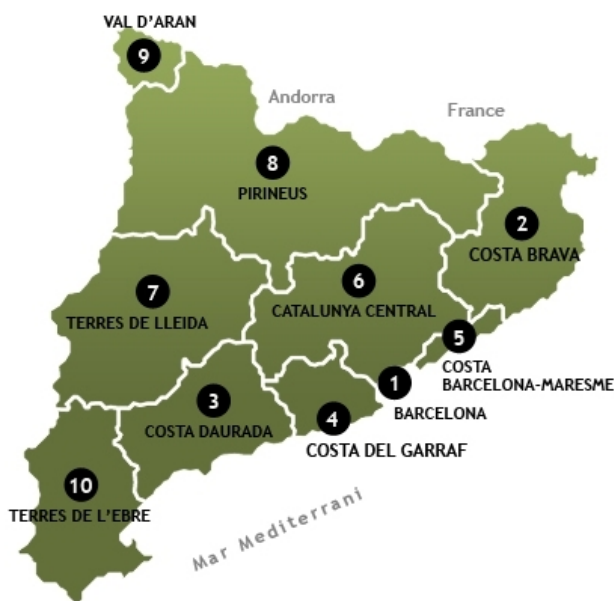 VAL D'ARAN
9
Andorra
France
8
PIRINEUS
2
COSTA BRAVA
7
TERRES DE LLEIDA
6
CATALUNYA CENTRAL
5
COSTA
BARCELONA-MARESME
1
BARCELONA
3
COSTA DAURADA
4
COSTA DEL GARRAF
10
TERRES DE L'EBRE
Mar Mediterrani